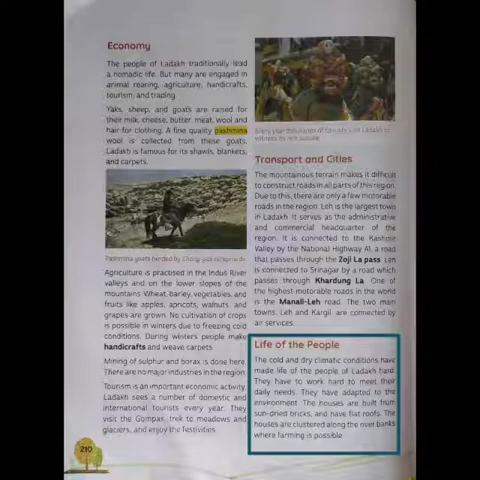 Economy
The people of Ladakh traditionally lead
a nomadic life. But many are engaged in
animal rearing, agriculture, handicrafts,
tourism, and trading.
Yaks, sheep, and goats are raised for
their milk, cheese, butter, meat, wool and
hair for clothing. A fine quality pashmina
wool is collected from these goats.
Ladakh is famous for its shawls, blankets,
and carpets.
Pashmina goats herded by
Agriculture is practised in the Indus River
valleys and on the lower slopes of the
mountains. Wheat, barley, vegetables, and
fruits like apples, apricots, walnuts, and
grapes are grown. No cultivation of crops
is possible in winters due to freezing cold
conditions. During winters people make
handicrafts and weave carpets.
Mining of sulphur and borax is done here.
There are no major industries in the region.
Tourism is an important economic activity.
Ladakh sees a number of domestic and
international tourists every year. They
visit the Gompas, trek to meadows and
glaciers, and enjoy the festivities.
210
Every year thousands of tourists visit Ladakh to
witness its rich culture.
Transport and Cities
The mountainous terrain makes it difficult
to construct roads in all parts of this region.
Due to this, there are only a few motorable
roads in the region. Leh is the largest town
in Ladakh. It serves as the administrative
and commercial headquarter of the
region. It is connected to the Kashmir
Valley by the National Highway A1, a road
that passes through the Zoji La pass. Leh
is connected to Srinagar by a road which
passes through Khardung La. One of
the highest motorable roads in the world
is the Manali-Leh road. The two main
towns, Leh and Kargil, are connected by
air services.
Life of the People
The cold and dry climatic conditions have
made life of the people of Ladakh hard.
They have to work hard to meet their
daily needs. They have adapted to the
environment. The houses are built from
sun-dried bricks, and have flat roofs. The
houses are clustered along the river banks
where farming is possible.